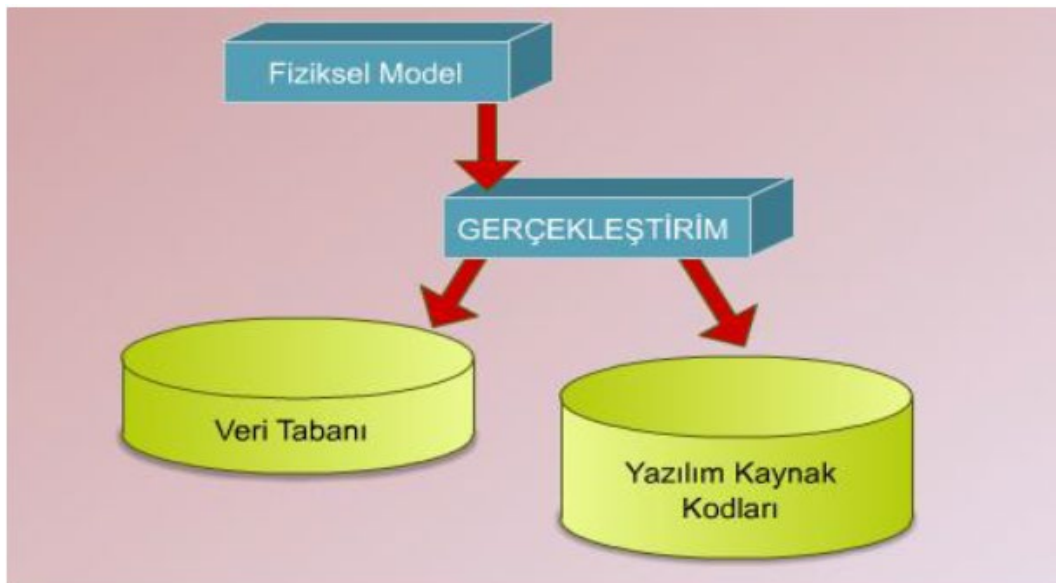 Fiziksel Model
GERÇEKLEŞTİRİM
Veri Tabanı
Yazılım Kaynak
Kodları